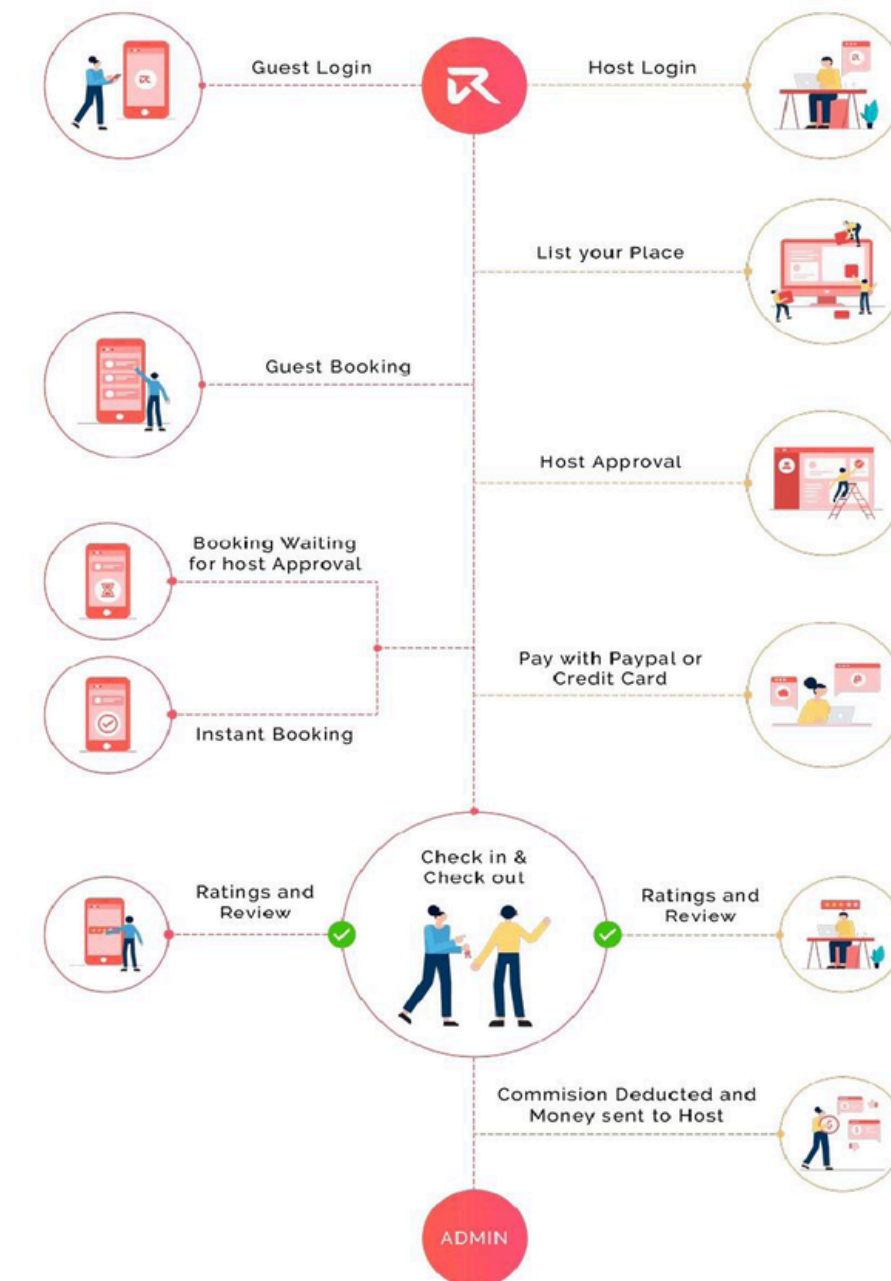 Guest Login
Host Login
List your Place
Guest Booking
Host Approval
Booking Waiting
for host Approval
Pay with Paypal or
Credit Card
Instant Booking
Check in &
Check out
Ratings and
Review
Ratings and
Review
Commision Deducted and
Money sent to Host
ADMIN